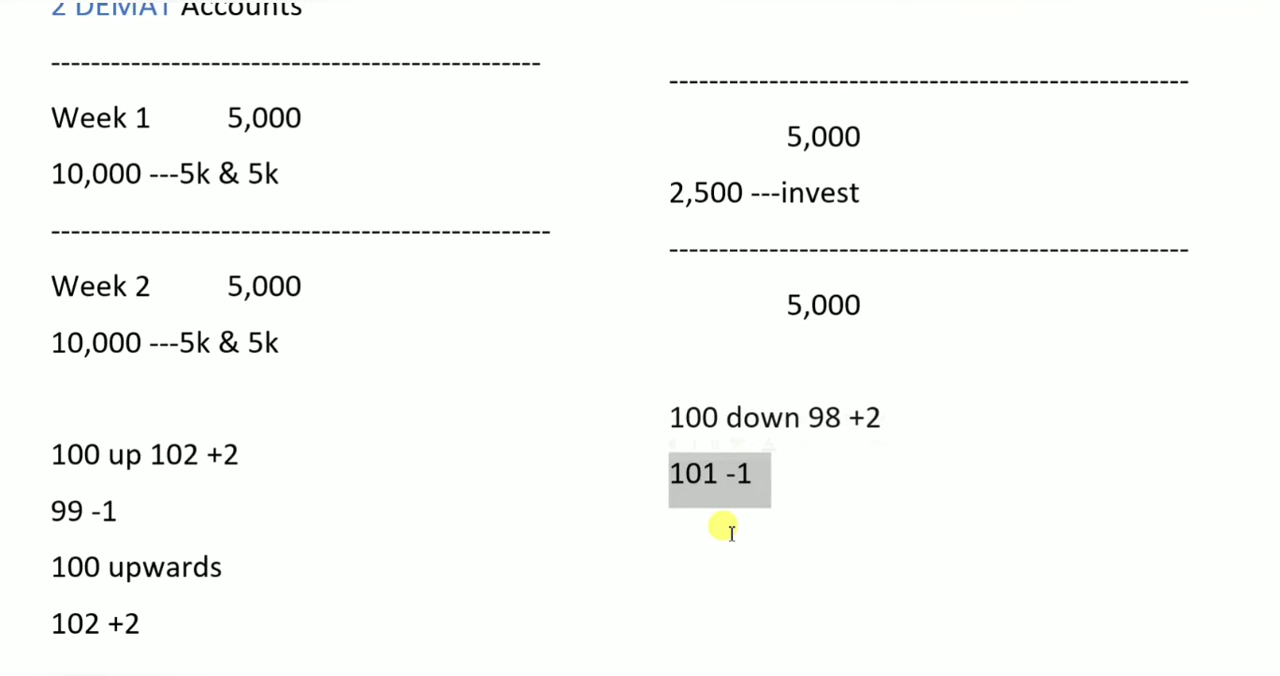 2 DEMAT Accounts
-------------------------------------------------
Week 1 5,000
10,000 ---5k & 5k
--------------------------------------------------
Week 2 5,000
10,000 ---5k & 5k
100 up 102 +2
99 -1
100 upwards
102 +2
----------------------------------------------------
5,000
2,500 ---invest
----------------------------------------------------
5,000
100 down 98 +2
101 -1